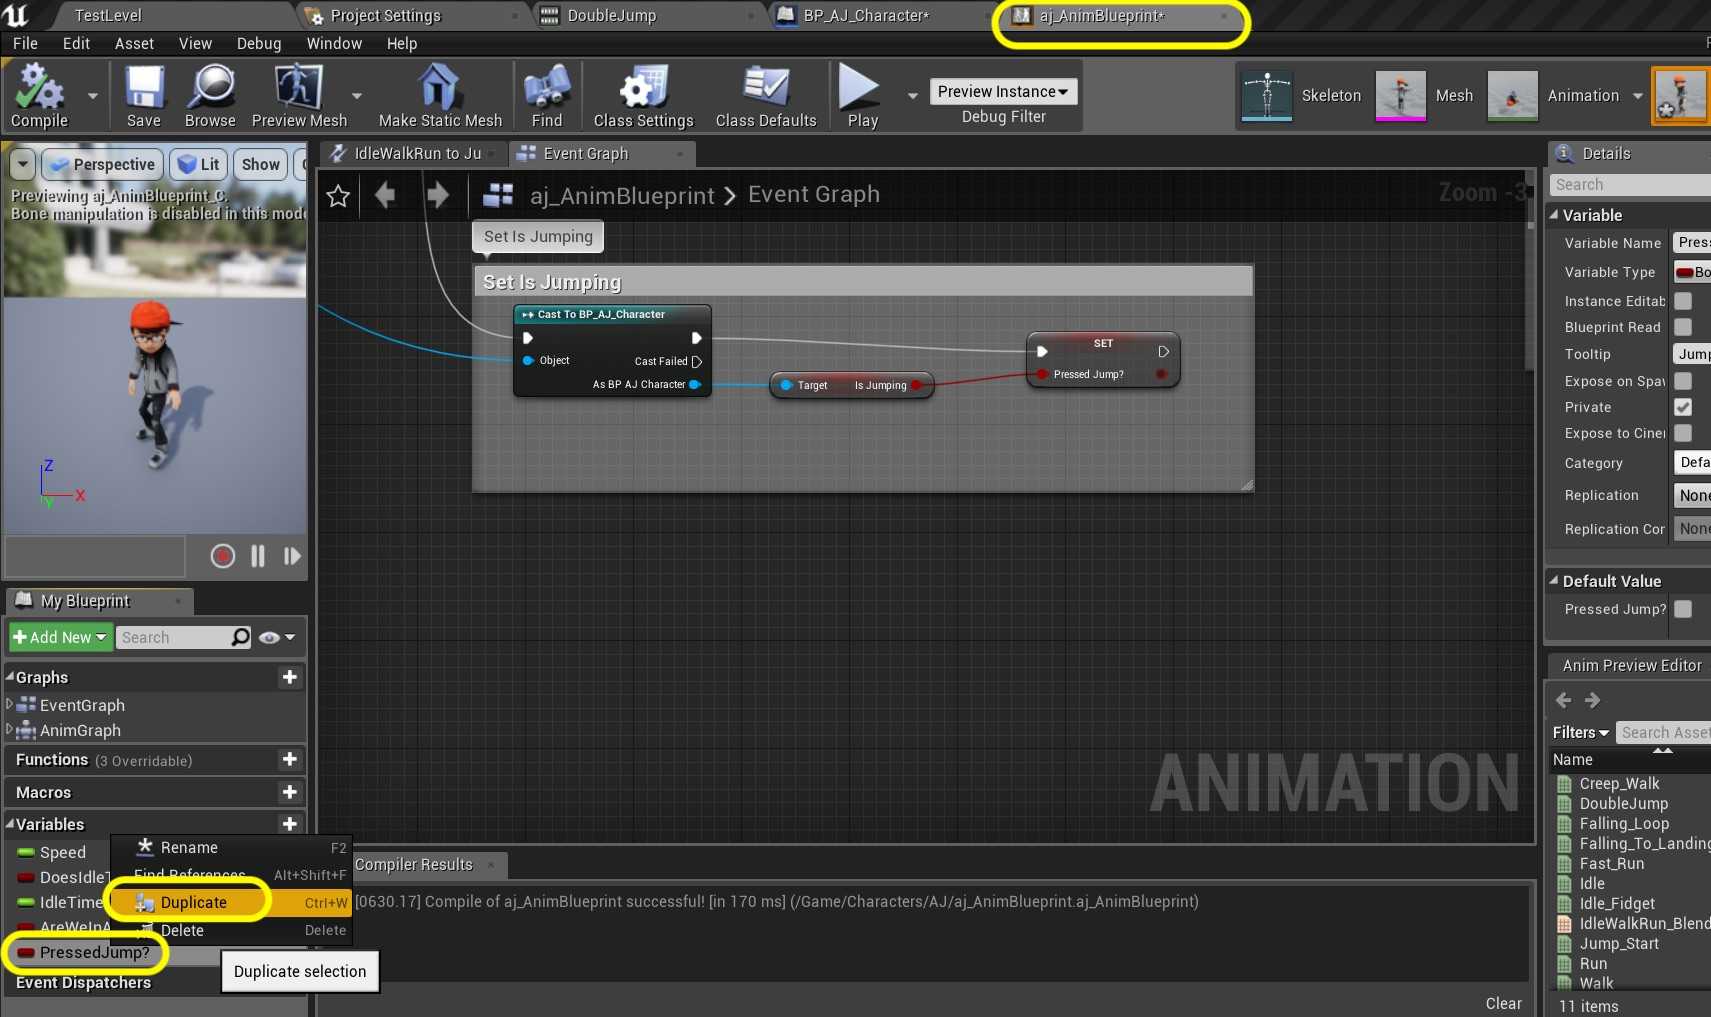 TestLevel
Project Settings
DoubleJump
BP_AJ_Character*
aj_AnimBlueprint*
File Edit Asset View Debug Window Help
Compile
Save
Browse
Preview Mesh
Make Static Mesh
Find
Class Settings
Class Defaults
Play
Preview Instance
Debug Filter
Skeleton
Mesh
Animation
Perspective
Lit
Show
Previewing aj_AnimBlueprint_C.
Bone manipulation is disabled in this mode
Z
X
Y
IdleWalkRun to Ju
Event Graph
aj_AnimBlueprint > Event Graph
Zoom -3
Set Is Jumping
Set Is Jumping
Cast To BP_AJ_Character
Object
Cast Failed
As BP AJ Character
Target
Is Jumping
SET
Pressed Jump?
ANIMATION
My Blueprint
Add New
Search
Graphs
EventGraph
AnimGraph
Functions (3 Overridable)
Macros
Variables
Speed
DoesIdleT
IdleTime
AreWeInA
PressedJump?
Event Dispatchers
Rename F2
Find References Alt+Shift+F
Duplicate Ctrl+W
Delete Delete
Duplicate selection
Compiler Results
[0630.17] Compile of aj_AnimBlueprint successful! [in 170 ms] (/Game/Characters/AJ/aj_AnimBlueprint.aj_AnimBlueprint)
Clear
Details
Search
Variable
Variable Name Press
Variable Type Bo
Instance Editab
Blueprint Read
Tooltip Jump
Expose on Spaw
Private
Expose to Ciner
Category Defa
Replication None
Replication Con None
Default Value
Pressed Jump?
Anim Preview Editor
Filters
Search Asset
Name
Creep_Walk
DoubleJump
Falling_Loop
Falling_To_Landing
Fast_Run
Idle
Idle_Fidget
IdleWalkRun_Blend
Jump_Start
Run
Walk
11 items